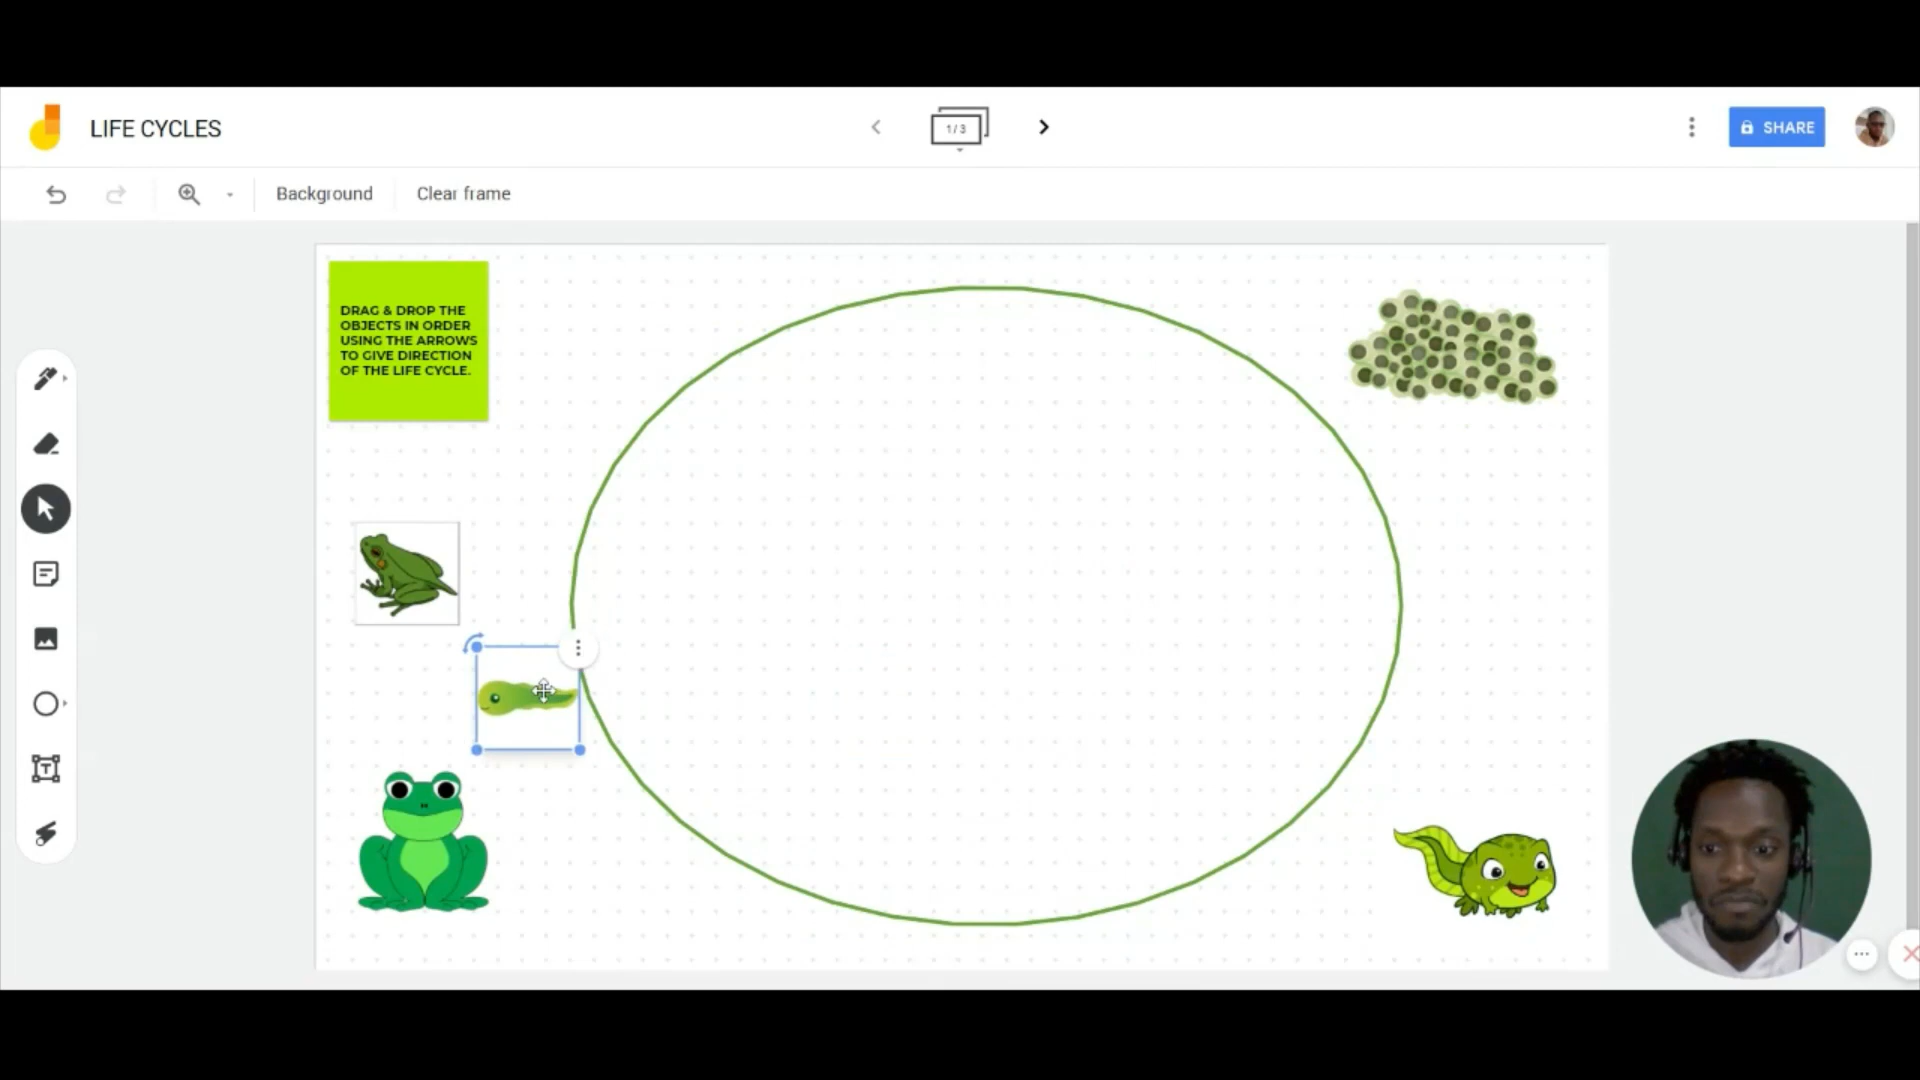 LIFE CYCLES
1/3
SHARE
Background
Clear frame
DRAG & DROP THE
OBJECTS IN ORDER
USING THE ARROWS
TO GIVE DIRECTION
OF THE LIFE CYCLE.